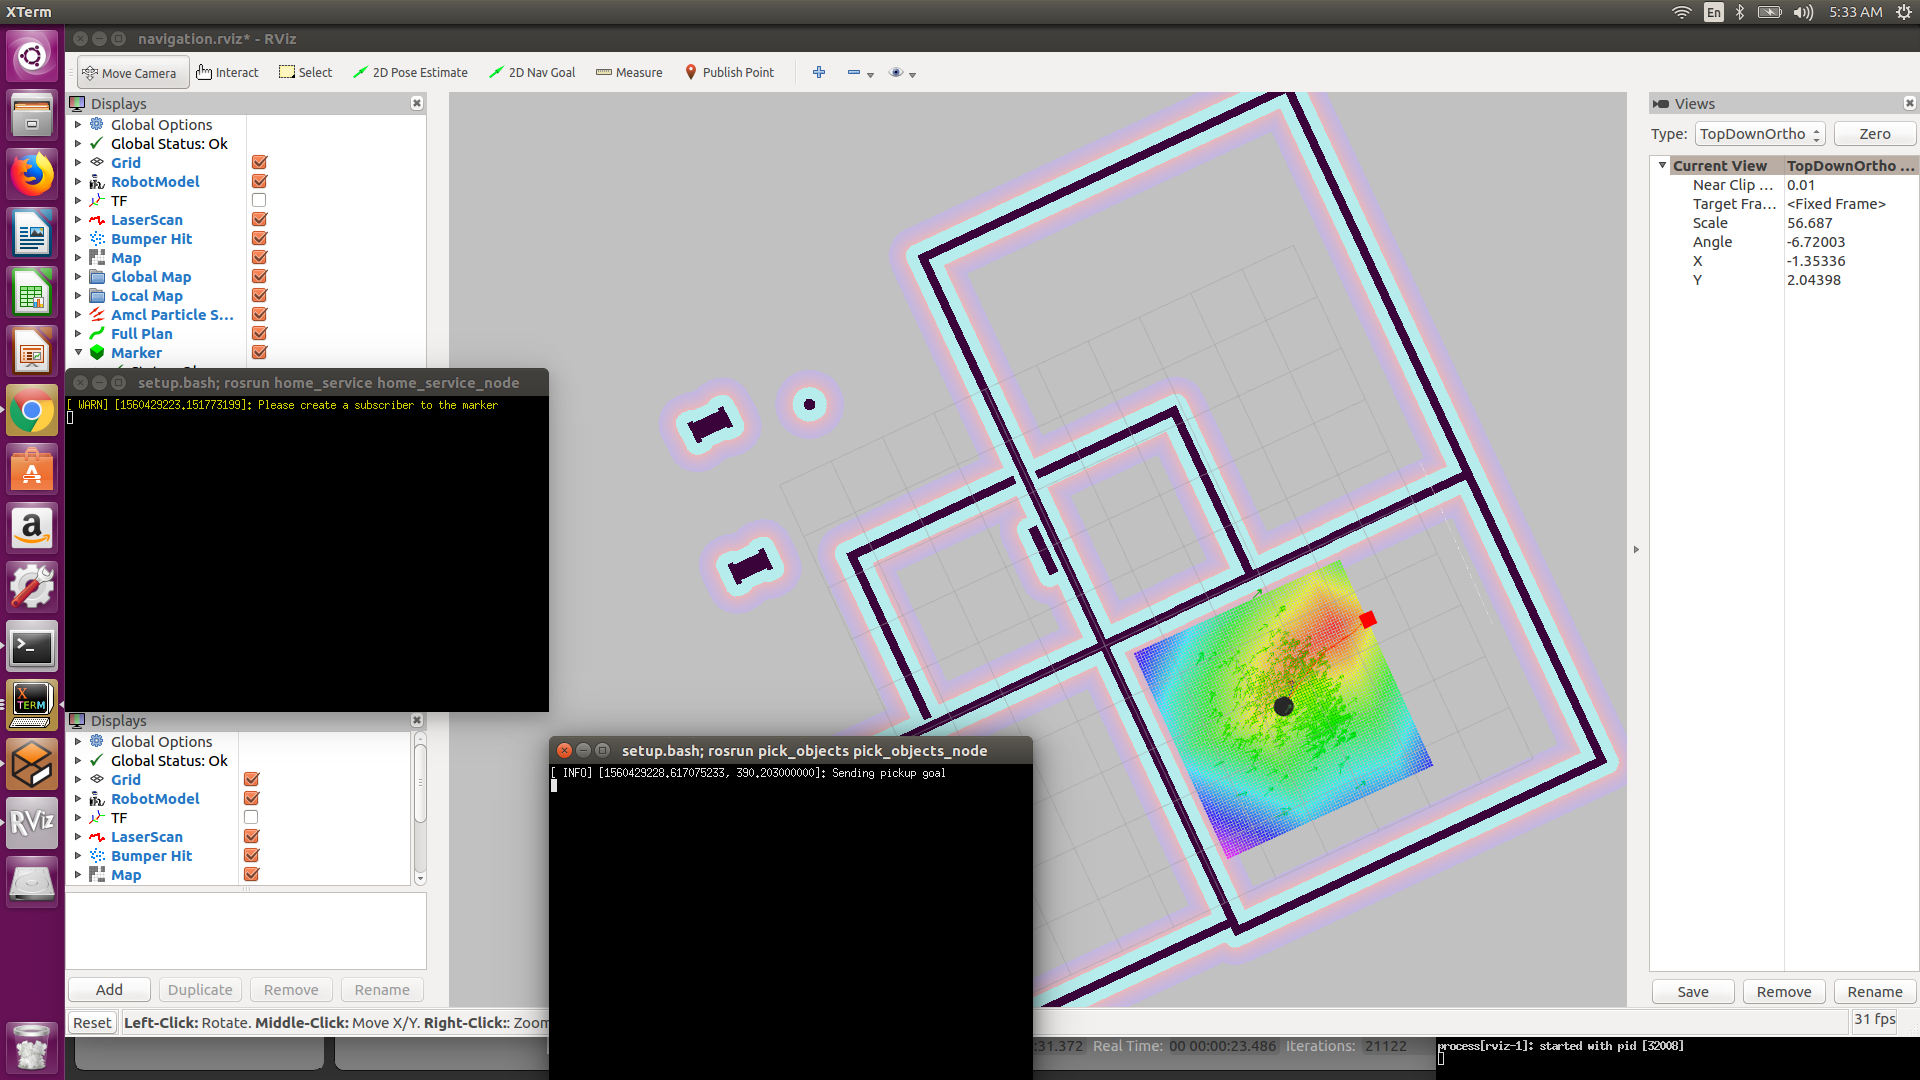 XTerm
En
5:33 AM
navigation.rviz* - RViz
Move Camera
Interact
Select
2D Pose Estimate
2D Nav Goal
Measure
Publish Point
Displays
Global Options
Global Status: Ok
Grid
RobotModel
TF
LaserScan
Bumper Hit
Map
Global Map
Local Map
Amcl Particle S...
Full Plan
Marker
setup.bash; rosrun home_service home_service_node
[ WARN] [1560429223.151773199]: Please create a subscriber to the marker
Displays
Global Options
Global Status: Ok
Grid
RobotModel
TF
LaserScan
Bumper Hit
Map
Add
Duplicate
Remove
Rename
Reset
Left-Click: Rotate. Middle-Click: Move X/Y. Right-Click:: Zoom
setup.bash; rosrun pick_objects pick_objects_node
[ INFO] [1560429228.617075233, 390.203000000]: Sending pickup goal
Views
Type:
TopDownOrtho
Zero
Current View
TopDownOrtho ...
Near Clip ...
0.01
Target Fra...
<Fixed Frame>
Scale
56.687
Angle
-6.72003
X
-1.35336
Y
2.04398
Save
Remove
Rename
31 fps
:31.372
Real Time:
00 00:00:23.486
Iterations:
21122
process[rviz-1]: started with pid [32008]
X
TERM
RViz